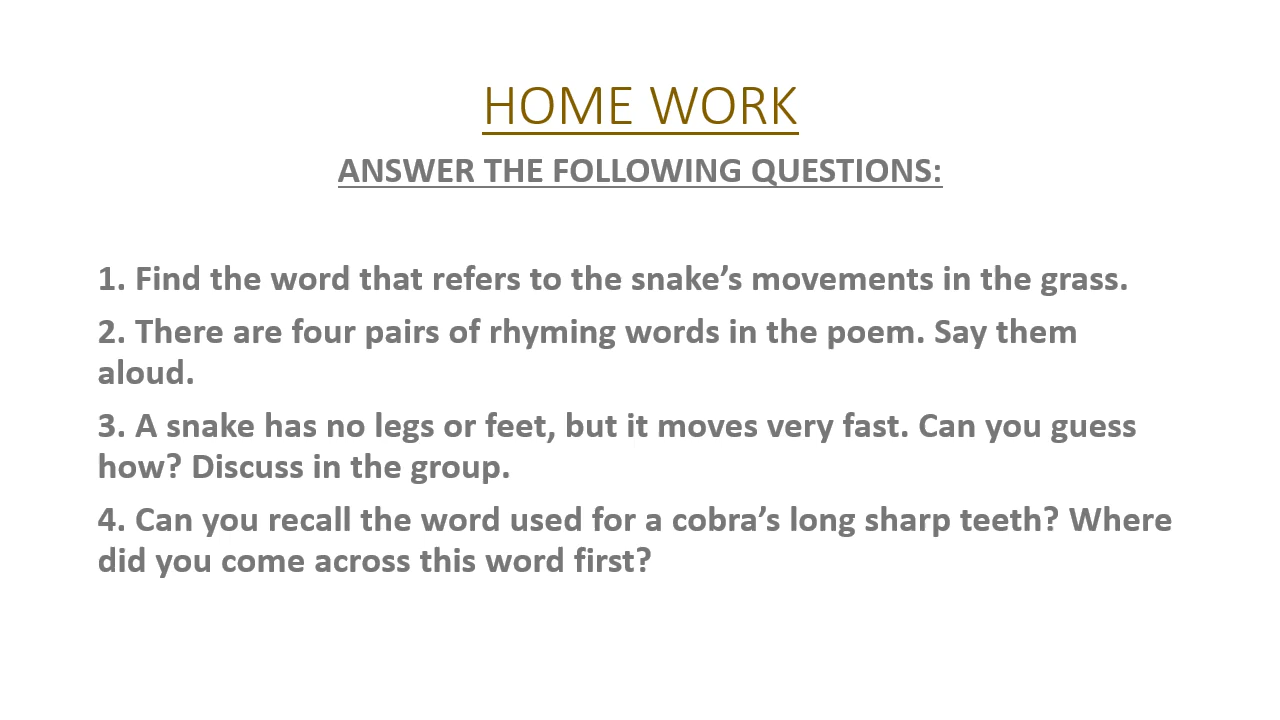 HOME WORK
ANSWER THE FOLLOWING QUESTIONS:
1. Find the word that refers to the snake’s movements in the grass.
2. There are four pairs of rhyming words in the poem. Say them
aloud.
3. A snake has no legs or feet, but it moves very fast. Can you guess
how? Discuss in the group.
4. Can you recall the word used for a cobra’s long sharp teeth? Where
did you come across this word first?